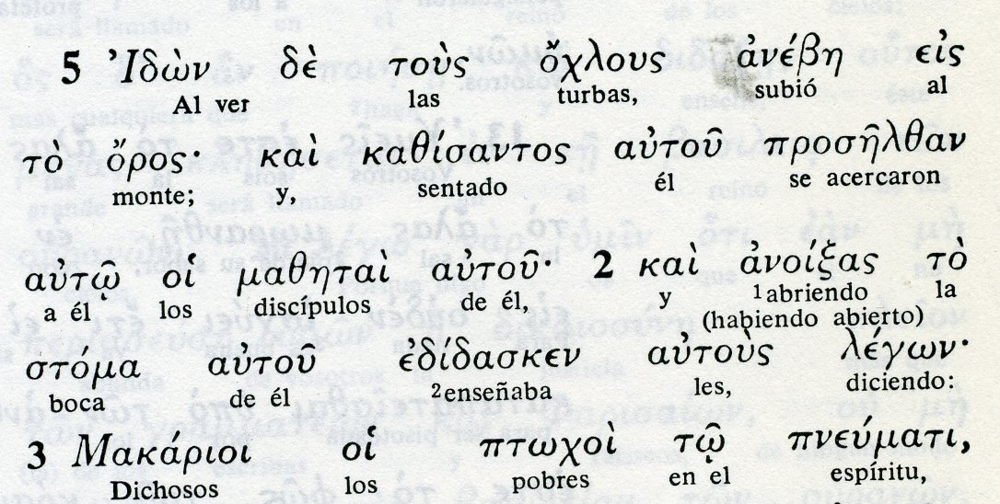 5 Ἰδὼν δὲ τοὺς ὄχλους ἀνέβη εἰς
Al ver las turbas, subió al
τὸ ὄρος· καὶ καθίσαντος αὐτοῦ προσῆλθαν
monte; y, sentado él se acercaron
αὐτῷ οἱ μαθηταὶ αὐτοῦ· 2 καὶ ἀνοίξας τὸ
a él los discípulos de él, y ¹abriendo la
(habiendo abierto)
στόμα αὐτοῦ ἐδίδασκεν αὐτοὺς λέγων·
boca de él ²enseñaba les, diciendo:
3 Μακάριοι οἱ πτωχοὶ τῷ πνεύματι,
Dichosos los pobres en el espíritu,